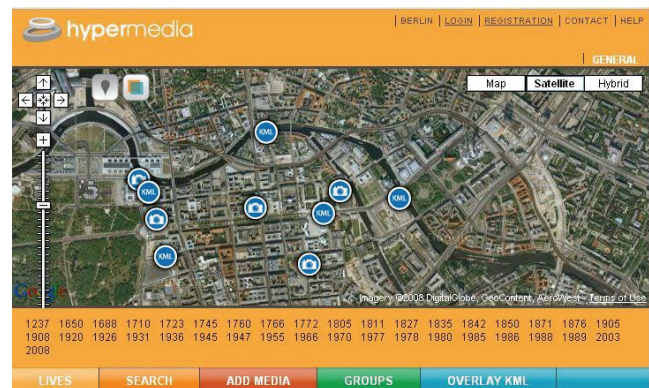 hypermedia
| BERLIN | LOGIN | REGISTRATION | CONTACT | HELP
| GENERAL
Map Satellite Hybrid
KML
KML
KML
KML
KML
Imagery ©2008 DigitalGlobe, GeoContent, AeroWest - Terms of Use
1237 1650 1688 1710 1723 1745 1760 1766 1772 1805 1811 1827 1835 1842 1850 1871 1876 1905
1908 1920 1926 1931 1936 1945 1947 1955 1966 1970 1977 1978 1980 1985 1986 1988 1989 2003
2008
LIVES SEARCH ADD MEDIA GROUPS OVERLAY KML